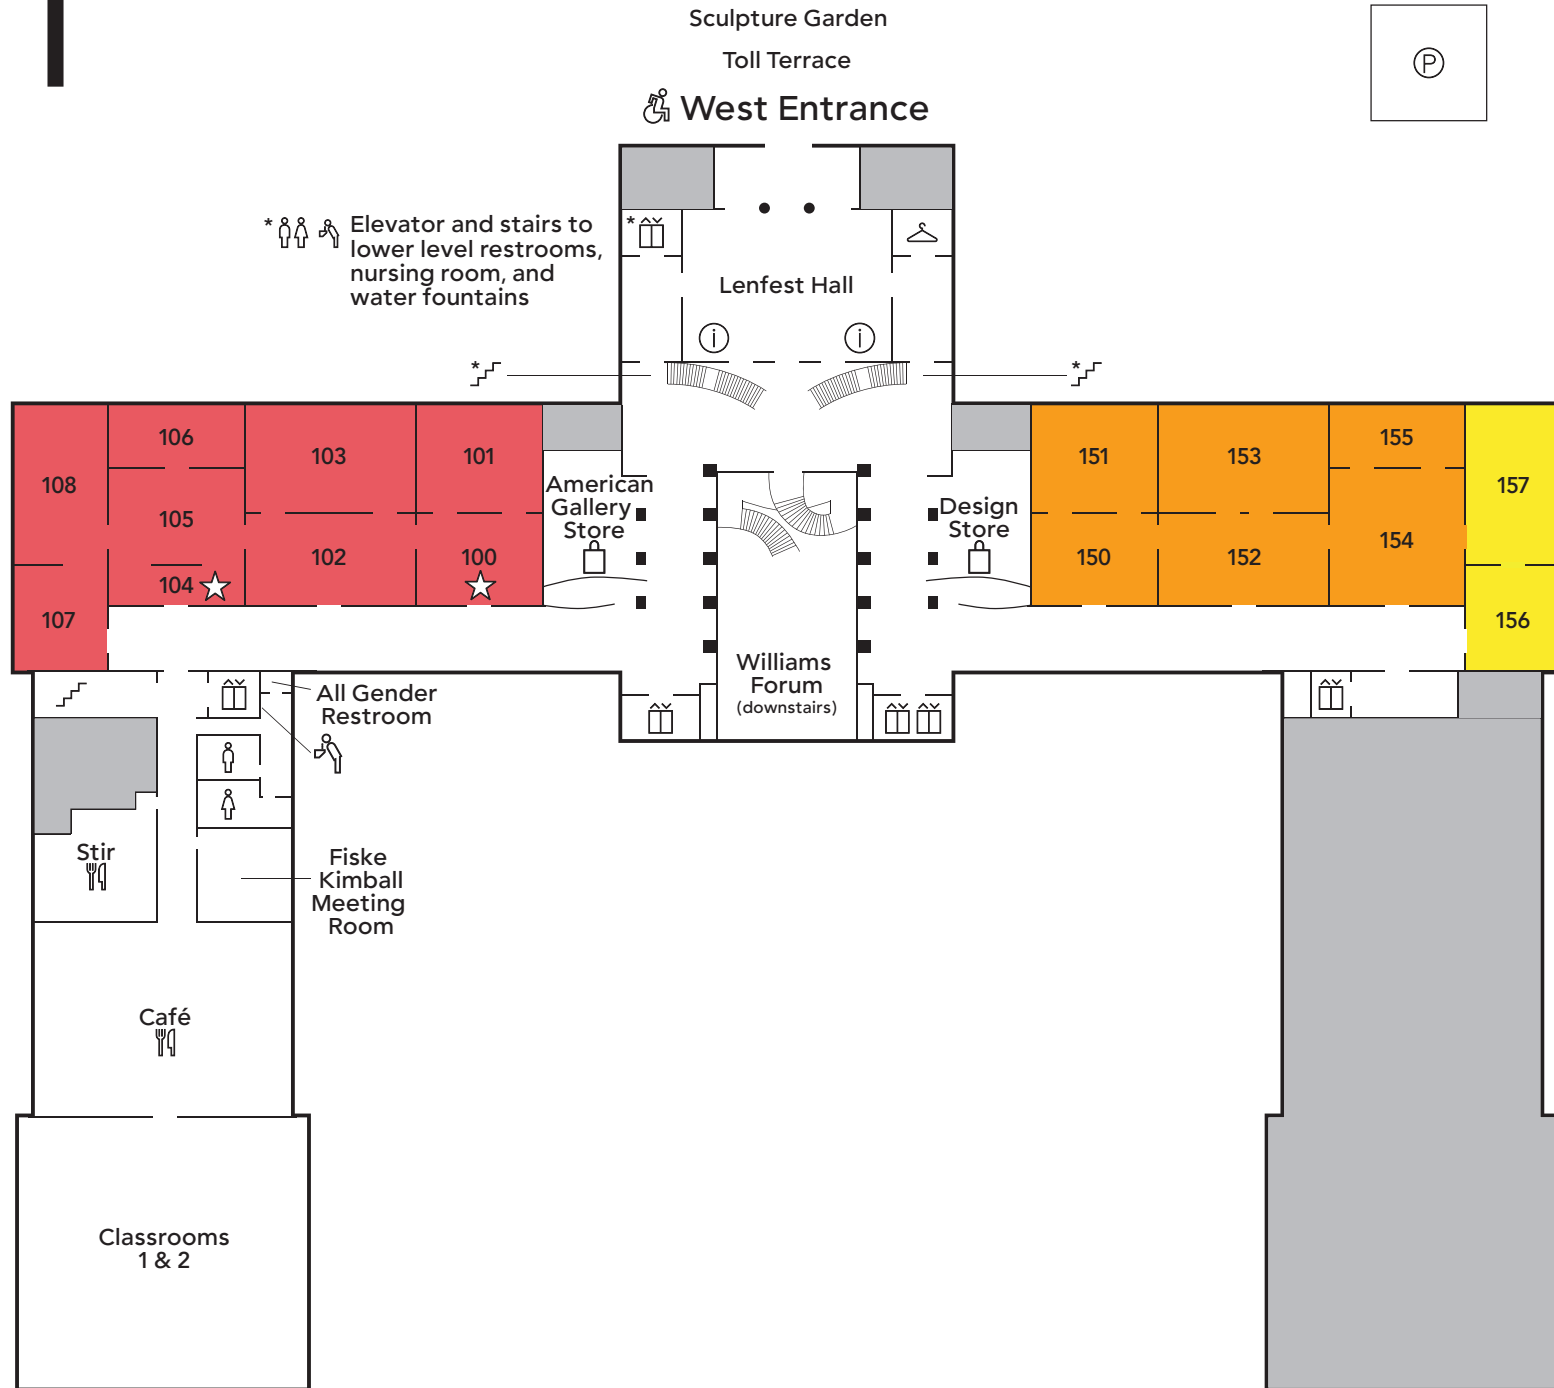 Sculpture Garden
Toll Terrace
West Entrance
P
* Elevator and stairs to
lower level restrooms,
nursing room, and
water fountains
*
Lenfest Hall
i
i
*
*
106
103
101
108
105
American
Gallery
Store
102
100
104
107
151
153
155
157
Design
Store
150
152
154
156
Williams
Forum
(downstairs)
All Gender
Restroom
Stir
Fiske
Kimball
Meeting
Room
Café
Classrooms
1 & 2